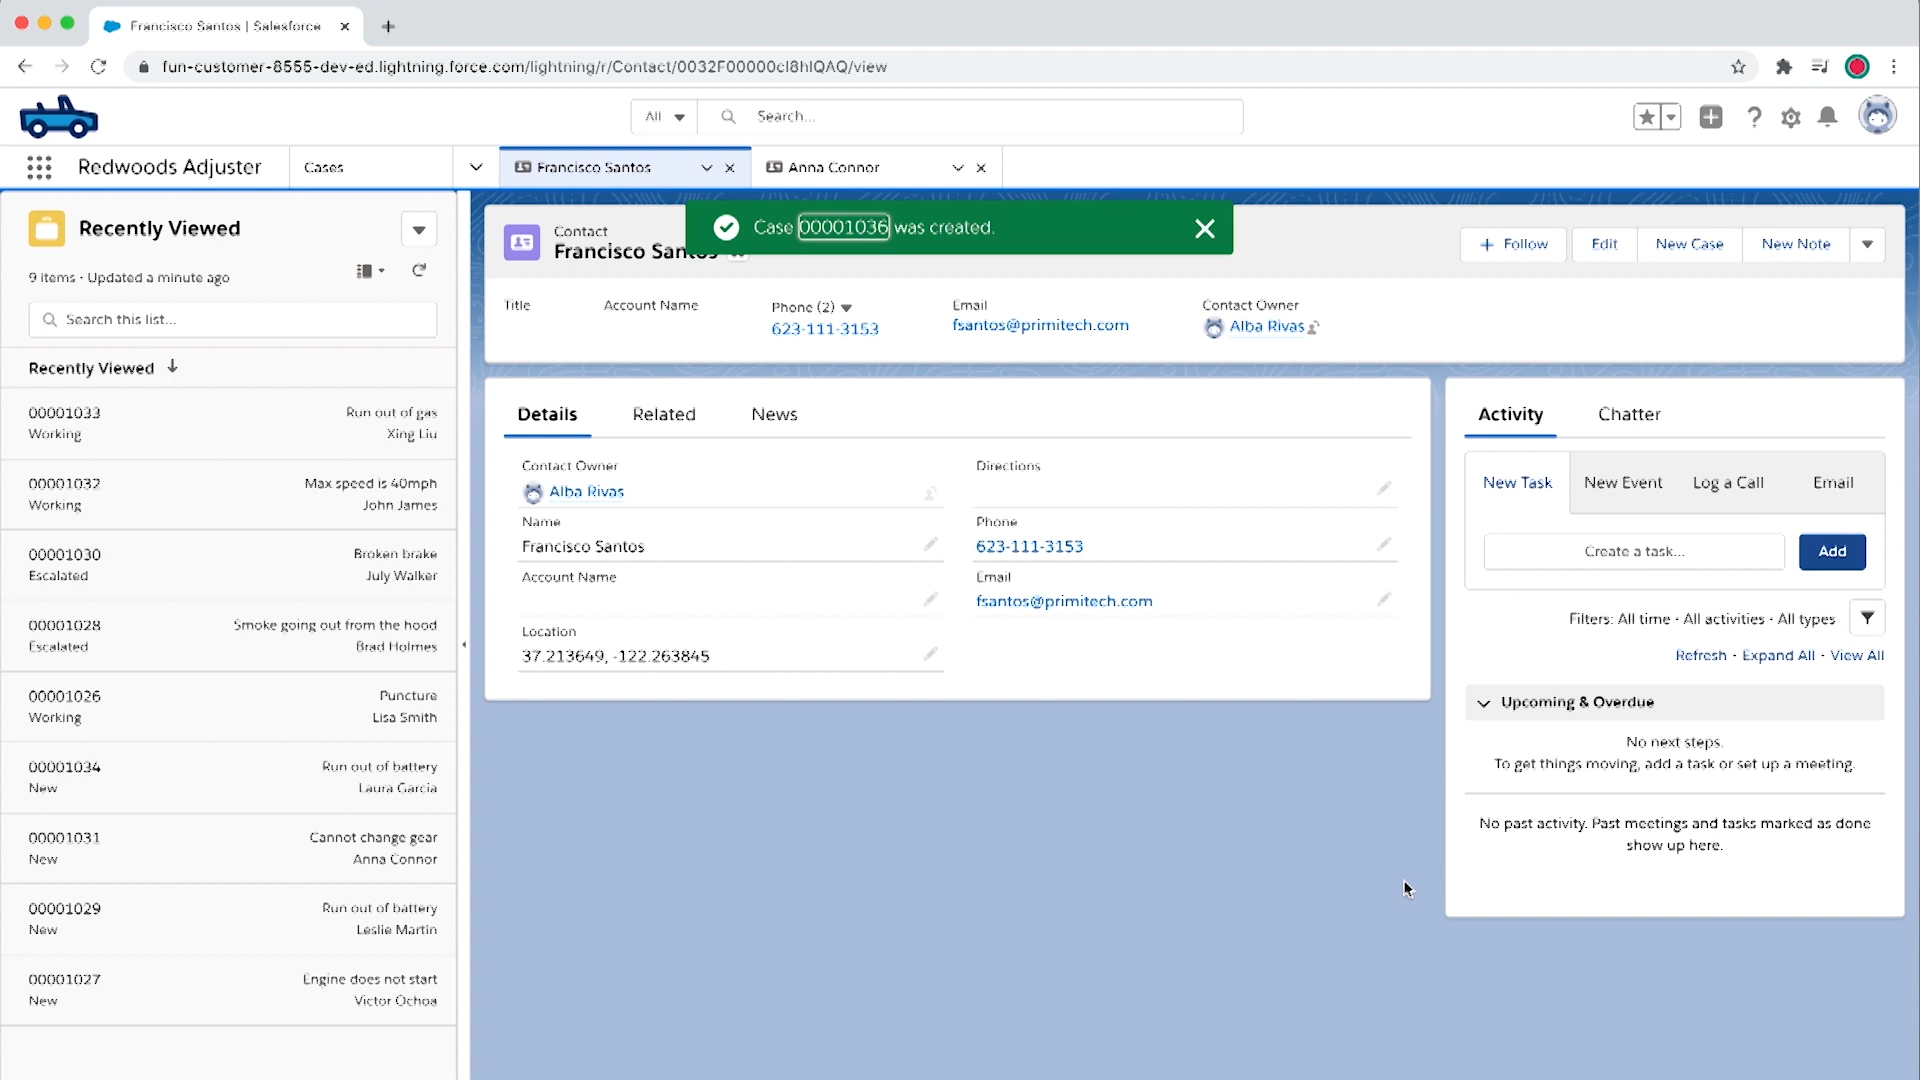 Francisco Santos | Salesforce
fun-customer-8555-dev-ed.lightning.force.com/lightning/r/Contact/0032F00000cl8hIQAQ/view
All
Search...
Redwoods Adjuster
Cases
Francisco Santos
Anna Connor
Recently Viewed
9 items • Updated a minute ago
Search this list...
Recently Viewed
00001033
Run out of gas
Working
Xing Liu
00001032
Max speed is 40mph
Working
John James
00001030
Broken brake
Escalated
July Walker
00001028
Smoke going out from the hood
Escalated
Brad Holmes
00001026
Puncture
Working
Lisa Smith
00001034
Run out of battery
New
Laura Garcia
00001031
Cannot change gear
New
Anna Connor
00001029
Run out of battery
New
Leslie Martin
00001027
Engine does not start
New
Victor Ochoa
Case 00001036 was created.
Contact
Francisco Santos
+ Follow
Edit
New Case
New Note
Title
Account Name
Phone (2)
623-111-3153
Email
fsantos@primitech.com
Contact Owner
Alba Rivas
Details
Related
News
Contact Owner
Alba Rivas
Directions
Name
Francisco Santos
Phone
623-111-3153
Account Name
Email
fsantos@primitech.com
Location
37.213649, -122.263845
Activity
Chatter
New Task
New Event
Log a Call
Email
Create a task...
Add
Filters: All time • All activities • All types
Refresh • Expand All • View All
Upcoming & Overdue
No next steps.
To get things moving, add a task or set up a meeting.
No past activity. Past meetings and tasks marked as done
show up here.